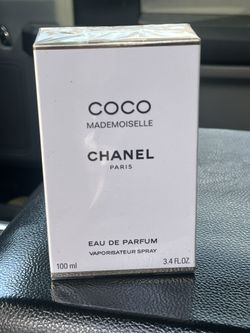 COCO
MADEMOISELLE
CHANEL
PARIS
EAU DE PARFUM
VAPORISATEUR SPRAY
100 ml 3.4 FL.OZ.